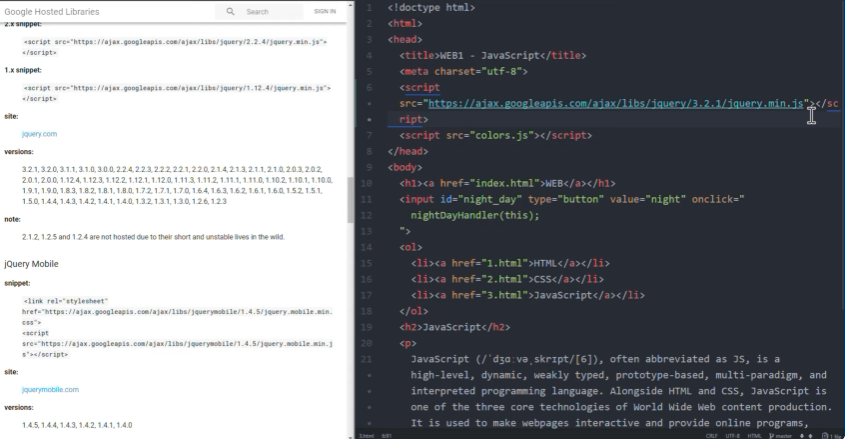 Google Hosted Libraries
Search
SIGN IN
2.x snippet:
<script src="https://ajax.googleapis.com/ajax/libs/jquery/2.2.4/jquery.min.js">
</script>
1.x snippet:
<script src="https://ajax.googleapis.com/ajax/libs/jquery/1.12.4/jquery.min.js">
</script>
site:
jquery.com
versions:
3.2.1, 3.2.0, 3.1.1, 3.1.0, 3.0.0, 2.2.4, 2.2.3, 2.2.2, 2.2.1, 2.2.0, 2.1.4, 2.1.3, 2.1.1, 2.1.0, 2.0.3, 2.0.2,
2.0.1, 2.0.0, 1.12.4, 1.12.3, 1.12.2, 1.12.1, 1.12.0, 1.11.3, 1.11.2, 1.11.1, 1.11.0, 1.10.2, 1.10.1, 1.10.0,
1.9.1, 1.9.0, 1.8.3, 1.8.2, 1.8.1, 1.8.0, 1.7.2, 1.7.1, 1.7.0, 1.6.4, 1.6.3, 1.6.2, 1.6.1, 1.6.0, 1.5.2, 1.5.1,
1.5.0, 1.4.4, 1.4.3, 1.4.2, 1.4.1, 1.4.0, 1.3.2, 1.3.1, 1.3.0, 1.2.6, 1.2.3
note:
2.1.2, 1.2.5 and 1.2.4 are not hosted due to their short and unstable lives in the wild.
jQuery Mobile
snippet:
<link rel="stylesheet"
href="https://ajax.googleapis.com/ajax/libs/jquerymobile/1.4.5/jquery.mobile.min.
css">
<script
src="https://ajax.googleapis.com/ajax/libs/jquerymobile/1.4.5/jquery.mobile.min.j
s"></script>
site:
jquerymobile.com
versions:
1.4.5, 1.4.4, 1.4.3, 1.4.2, 1.4.1, 1.4.0
1 <!doctype html>
2 <html>
3 <head>
4 <title>WEB1 - JavaScript</title>
5 <meta charset="utf-8">
6 <script
src="https://ajax.googleapis.com/ajax/libs/jquery/3.2.1/jquery.min.js"></sc
ript>
7 <script src="colors.js"></script>
8 </head>
9 <body>
10 <h1><a href="index.html">WEB</a></h1>
11 <input id="night_day" type="button" value="night" onclick="
12 nightDayHandler(this);
13 ">
14 <ol>
15 <li><a href="1.html">HTML</a></li>
16 <li><a href="2.html">CSS</a></li>
17 <li><a href="3.html">JavaScript</a></li>
18 </ol>
19 <h2>JavaScript</h2>
20 <p>
21 JavaScript (/ˈdʒɑːvəˌskrɪpt/[6]), often abbreviated as JS, is a
high-level, dynamic, weakly typed, prototype-based, multi-paradigm, and
interpreted programming language. Alongside HTML and CSS, JavaScript is
one of the three core technologies of World Wide Web content production.
It is used to make webpages interactive and provide online programs,
3.html
CRLF UTF-8 HTML master